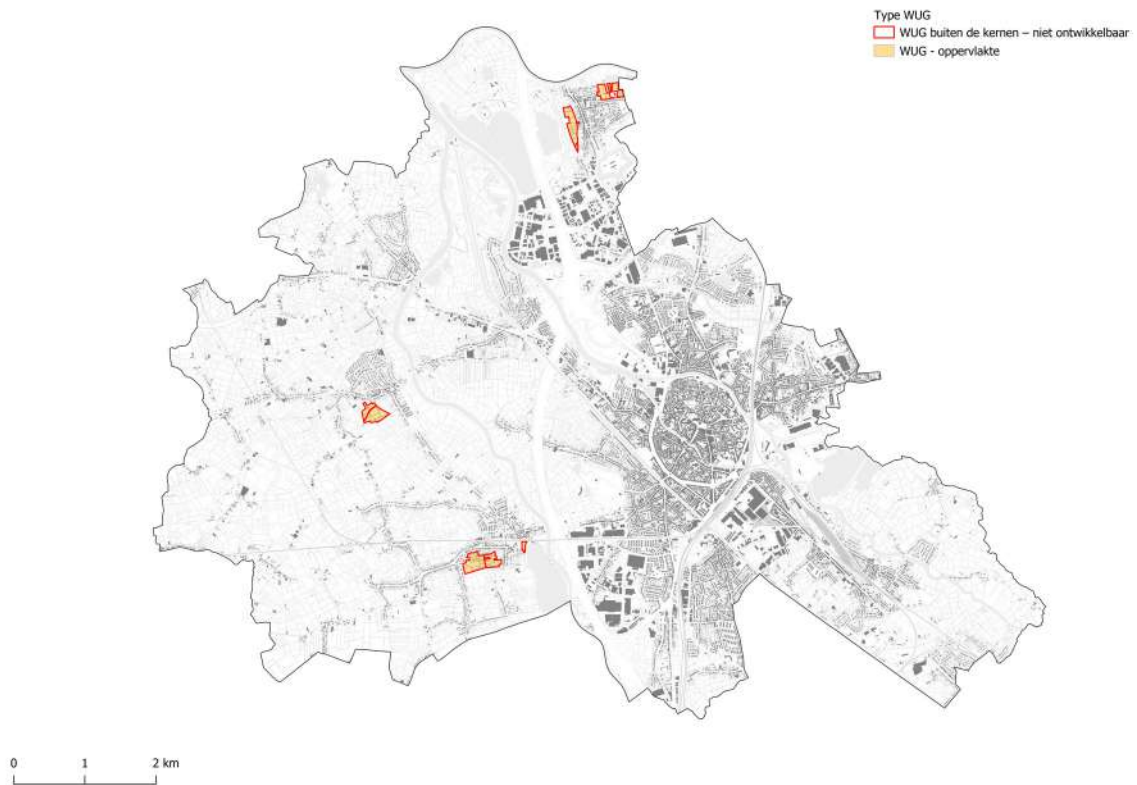 Type WUG
WUG buiten de kernen – niet ontwikkelbaar
WUG - oppervlakte
0 1 2 km